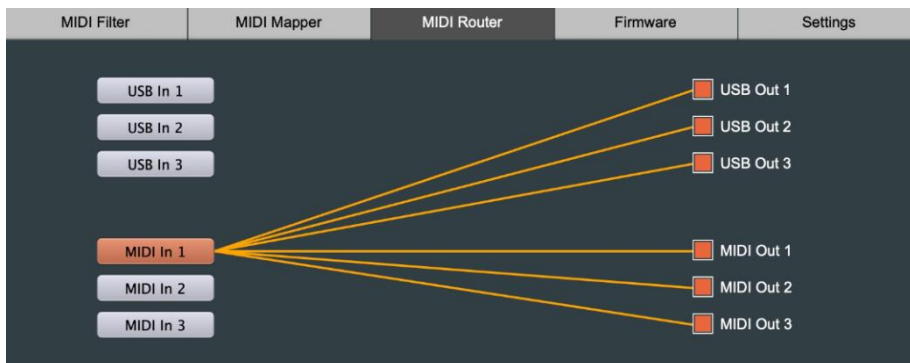 MIDI Filter MIDI Mapper MIDI Router Firmware Settings
USB In 1 USB Out 1
USB In 2 USB Out 2
USB In 3 USB Out 3
MIDI In 1 MIDI Out 1
MIDI In 2 MIDI Out 2
MIDI In 3 MIDI Out 3